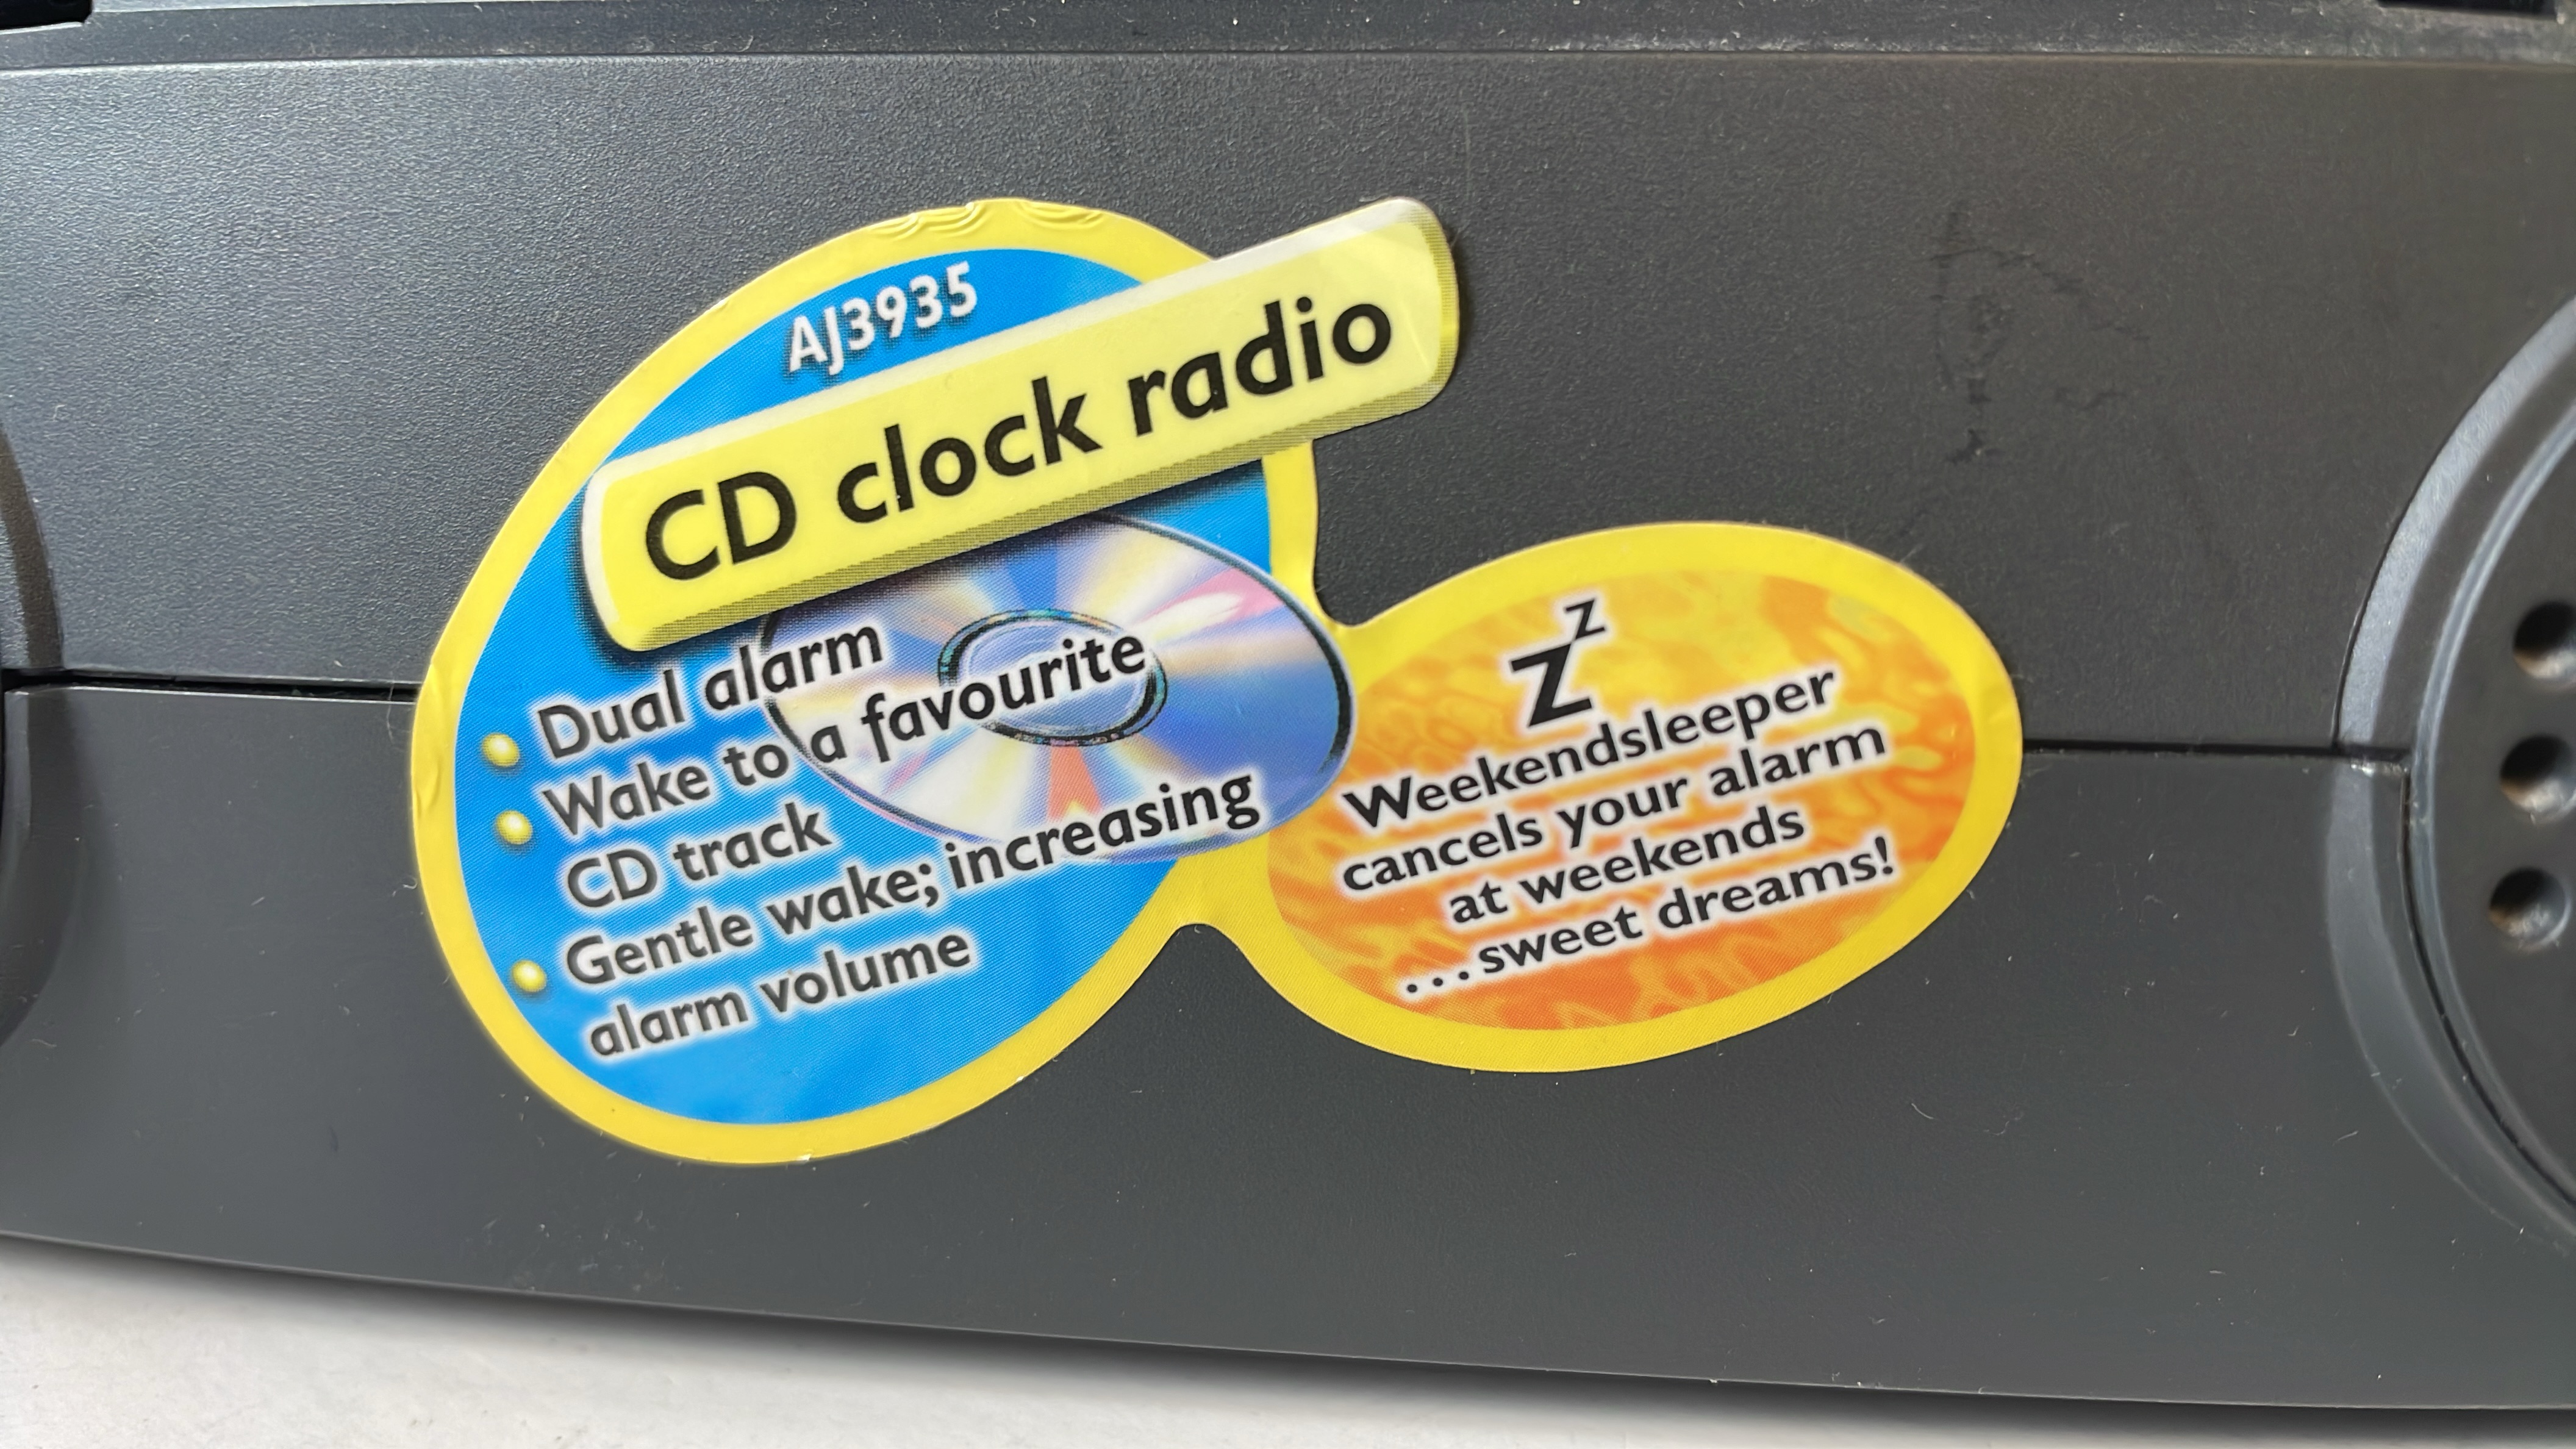 AJ3935
CD clock radio
Dual alarm
Wake to a favourite
CD track
Gentle wake; increasing
alarm volume
z
Z
Weekendsleeper
cancels your alarm
at weekends
...sweet dreams!